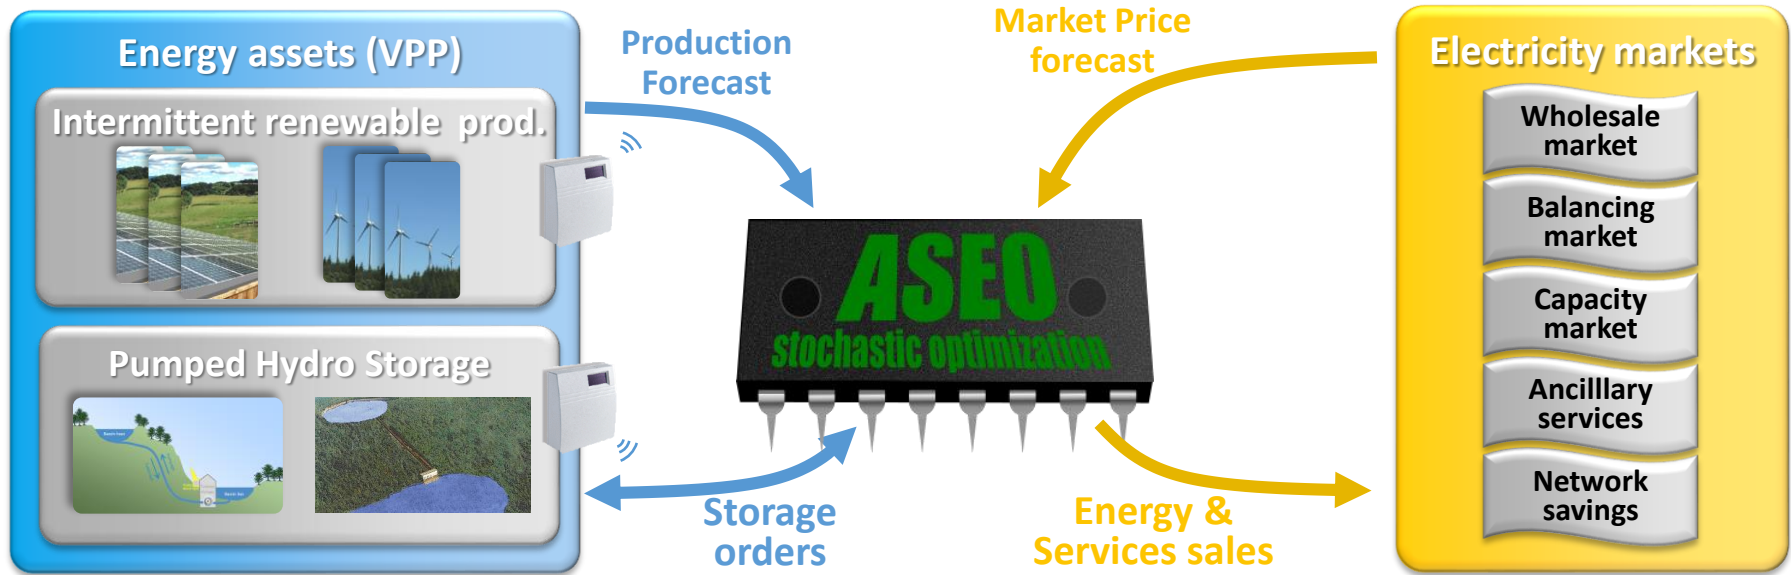 Energy assets (VPP)
Intermittent renewable prod.
Pumped Hydro Storage
Production
Forecast
Market Price
forecast
ASEO
stochastic optimization
Storage
orders
Energy &
Services sales
Electricity markets
Wholesale
market
Balancing
market
Capacity
market
Ancilllary
services
Network
savings